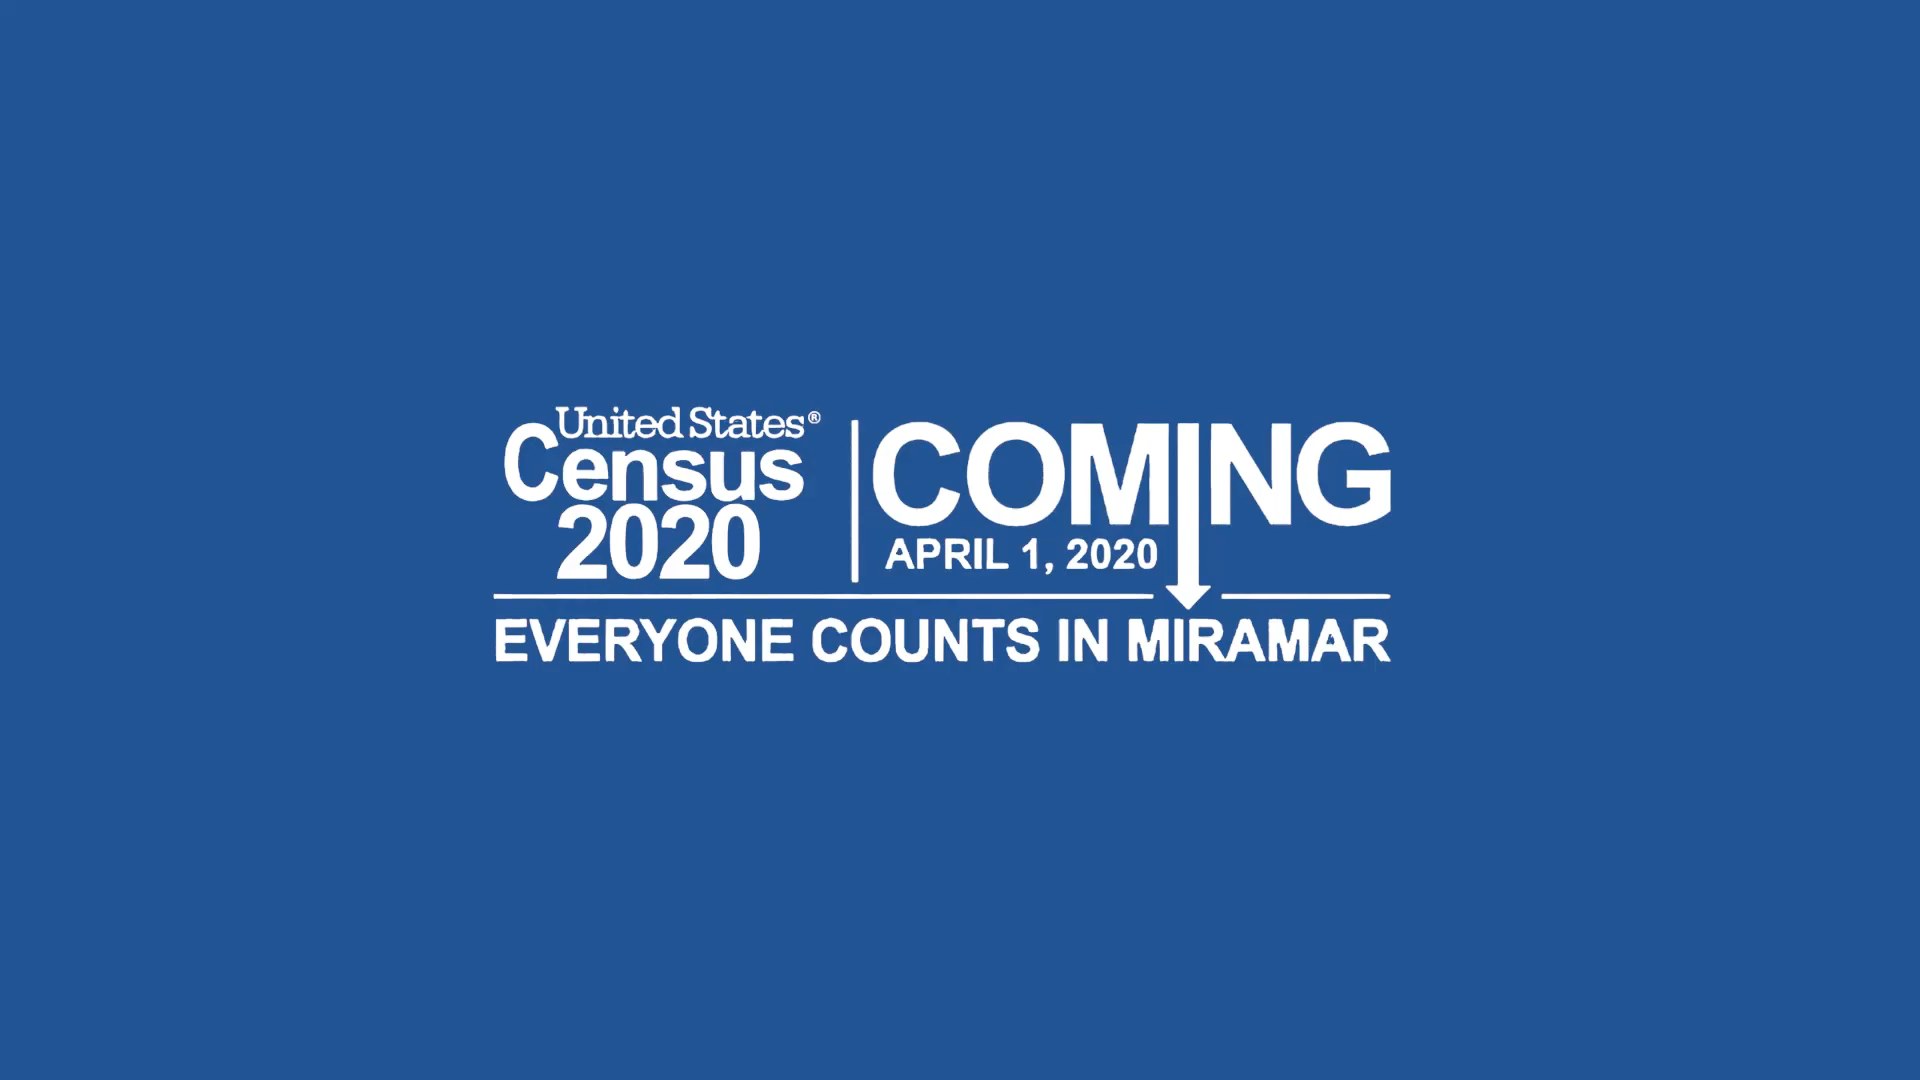 United States®
Census
2020
COMING
APRIL 1, 2020
EVERYONE COUNTS IN MIRAMAR